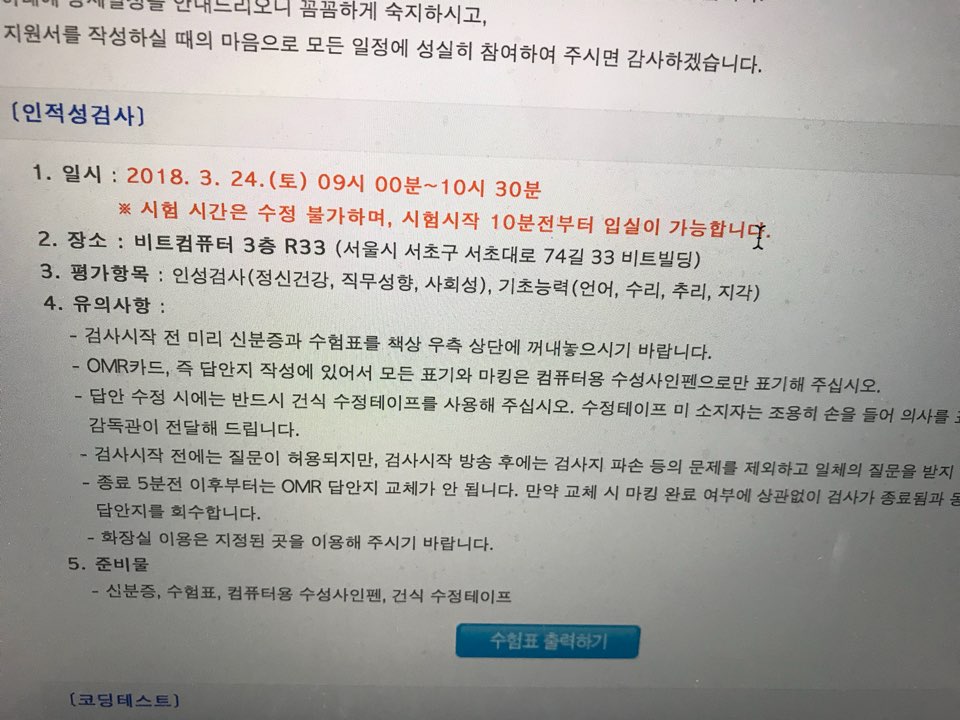 안내드리오니 꼼꼼하게 숙지하시고,
지원서를 작성하실 때의 마음으로 모든 일정에 성실히 참여하여 주시면 감사하겠습니다.
[인적성검사]
1. 일시 : 2018. 3. 24.(토) 09시 00분~10시 30분
※ 시험 시간은 수정 불가하며, 시험시작 10분전부터 입실이 가능합니다.
2. 장소 : 비트컴퓨터 3층 R33 (서울시 서초구 서초대로 74길 33 비트빌딩)
3. 평가항목 : 인성검사(정신건강, 직무성향, 사회성), 기초능력(언어, 수리, 추리, 지각)
4. 유의사항 :
- 검사시작 전 미리 신분증과 수험표를 책상 우측 상단에 꺼내놓으시기 바랍니다.
- OMR카드, 즉 답안지 작성에 있어서 모든 표기와 마킹은 컴퓨터용 수성사인펜으로만 표기해 주십시오.
- 답안 수정 시에는 반드시 건식 수정테이프를 사용해 주십시오. 수정테이프 미 소지자는 조용히 손을 들어 의사를
감독관이 전달해 드립니다.
- 검사시작 전에는 질문이 허용되지만, 검사시작 방송 후에는 검사지 파손 등의 문제를 제외하고 일체의 질문을 받지
- 종료 5분전 이후부터는 OMR 답안지 교체가 안 됩니다. 만약 교체 시 마킹 완료 여부에 상관없이 검사가 종료됨과
답안지를 회수합니다.
- 화장실 이용은 지정된 곳을 이용해 주시기 바랍니다.
5. 준비물
- 신분증, 수험표, 컴퓨터용 수성사인펜, 건식 수정테이프
수험표 출력하기
[코딩테스트]